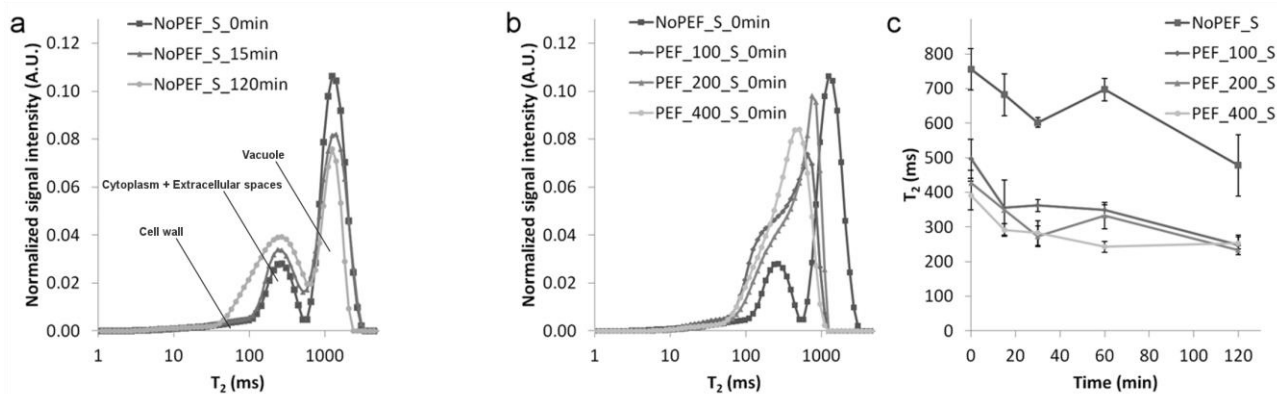 a
NoPEF_S_0min
NoPEF_S_15min
NoPEF_S_120min
Normalized signal intensity (A.U.)
0.12
0.10
0.08
0.06
0.04
0.02
0.00
Vacuole
Cytoplasm + Extracellular spaces
Cell wall
1 10 100 1000
T2 (ms)
b
NoPEF_S_0min
PEF_100_S_0min
PEF_200_S_0min
PEF_400_S_0min
Normalized signal intensity (A.U.)
0.12
0.10
0.08
0.06
0.04
0.02
0.00
1 10 100 1000
T2 (ms)
c
NoPEF_S
PEF_100_S
PEF_200_S
PEF_400_S
T2 (ms)
800
700
600
500
400
300
200
100
0
0 20 40 60 80 100 120
Time (min)